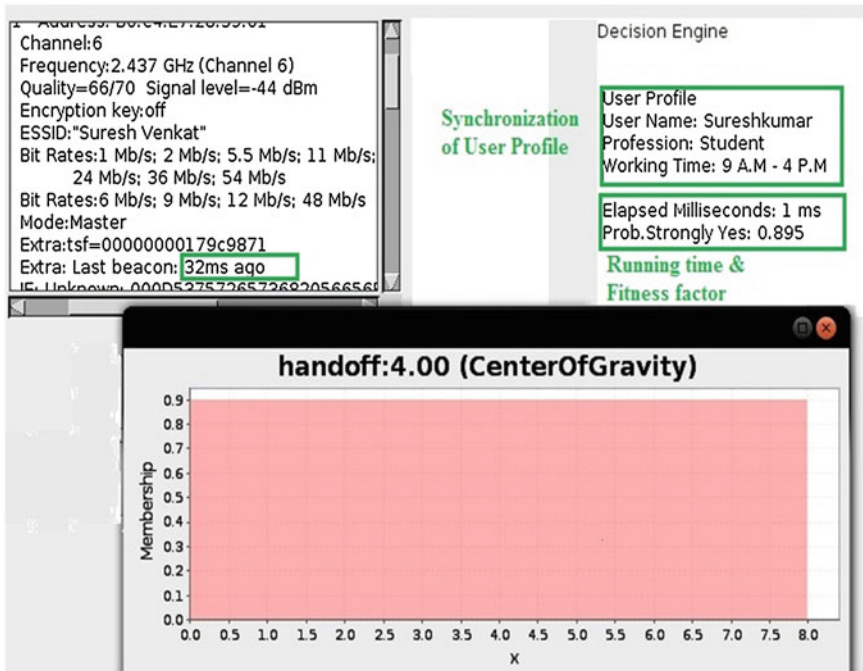 Channel:6
Frequency:2.437 GHz (Channel 6)
Quality=66/70 Signal level=-44 dBm
Encryption key:off
ESSID:"Suresh Venkat"
Bit Rates:1 Mb/s; 2 Mb/s; 5.5 Mb/s; 11 Mb/s;
24 Mb/s; 36 Mb/s; 54 Mb/s
Bit Rates:6 Mb/s; 9 Mb/s; 12 Mb/s; 48 Mb/s
Mode:Master
Extra:tsf=00000000179c9871
Extra: Last beacon: 32ms ago
IE: Unknown:
Synchronization
of User Profile
Decision Engine
User Profile
User Name: Sureshkumar
Profession: Student
Working Time: 9 A.M - 4 P.M
Elapsed Milliseconds: 1 ms
Prob.Strongly Yes: 0.895
Running time &
Fitness factor
handoff:4.00 (CenterOfGravity)
Membership
0.9
0.8
0.7
0.6
0.5
0.4
0.3
0.2
0.1
0.0
0.0 0.5 1.0 1.5 2.0 2.5 3.0 3.5 4.0 4.5 5.0 5.5 6.0 6.5 7.0 7.5 8.0
x